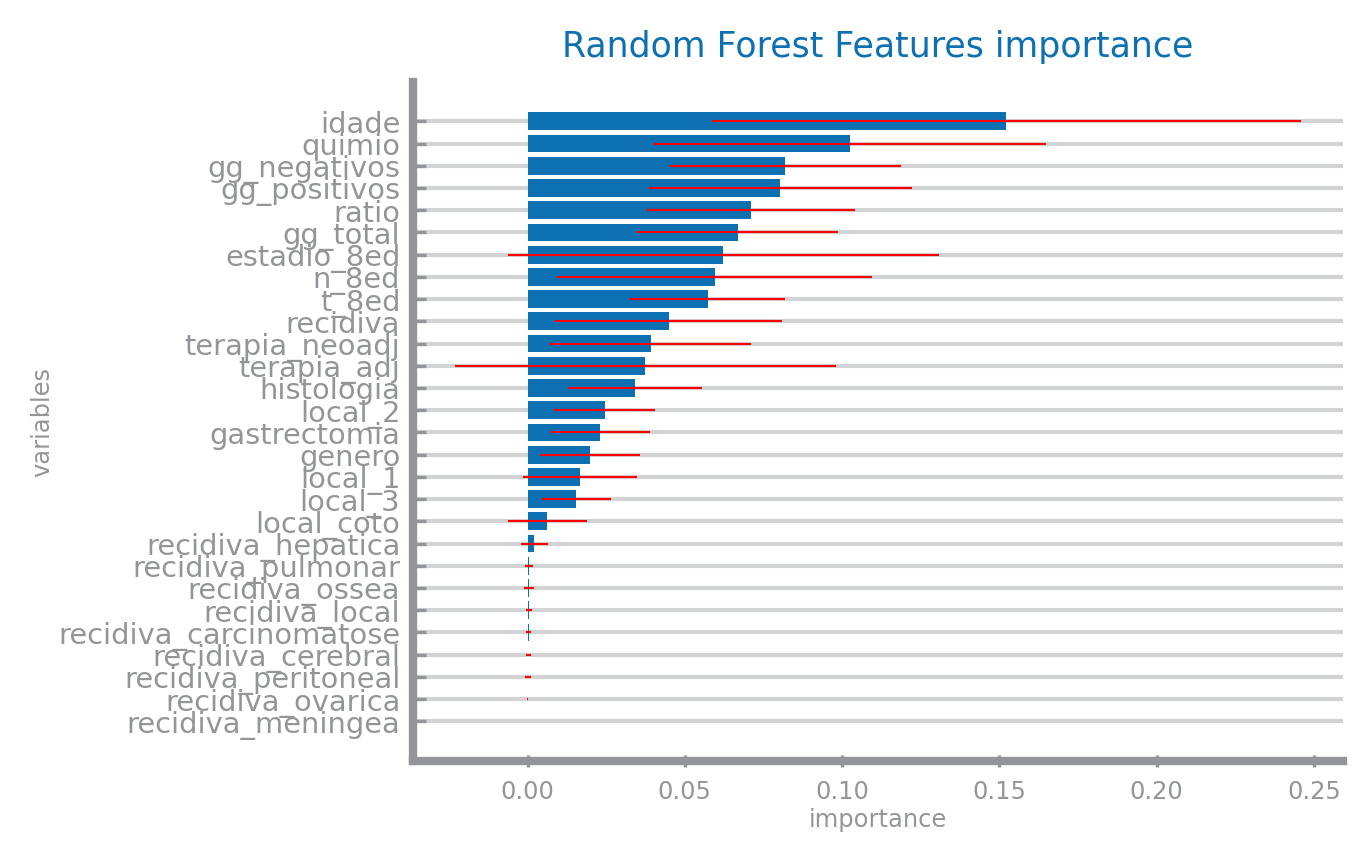 Random Forest Features importance
idade
quimio
gg_negativos
gg_positivos
ratio
gg_total
estadio_8ed
n_8ed
t_8ed
recidiva
terapia_neoadj
terapia_adj
histologia
local_2
gastrectomia
genero
local_1
local_3
local_coto
recidiva_hepatica
recidiva_pulmonar
recidiva_ossea
recidiva_local
recidiva_carcinomatose
recidiva_cerebral
recidiva_peritoneal
recidiva_ovarica
recidiva_meningea
variables
0.00 0.05 0.10 0.15 0.20 0.25
importance